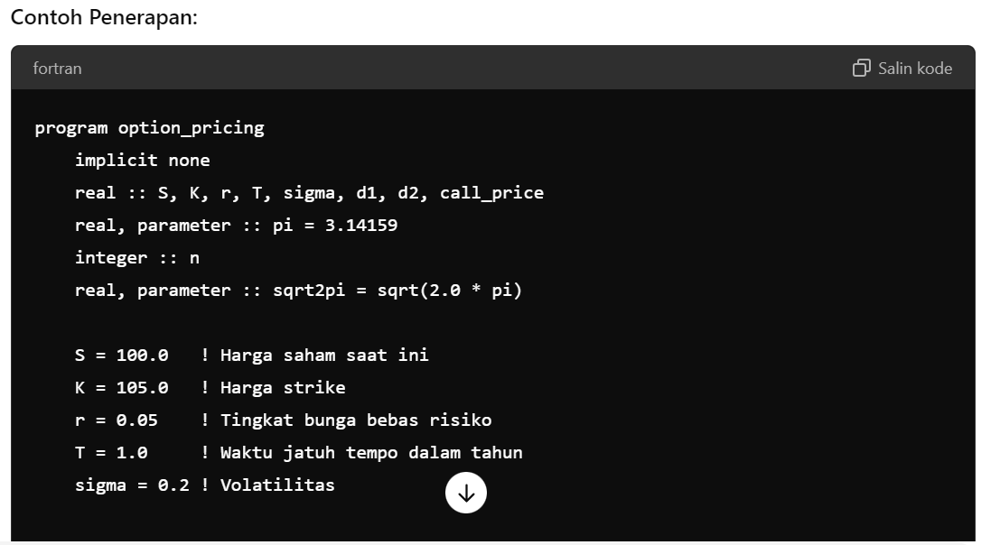 Contoh Penerapan:
fortran
Salin kode
program option_pricing
    implicit none
    real :: S, K, r, T, sigma, d1, d2, call_price
    real, parameter :: pi = 3.14159
    integer :: n
    real, parameter :: sqrt2pi = sqrt(2.0 * pi)
    S = 100.0   ! Harga saham saat ini
    K = 105.0   ! Harga strike
    r = 0.05    ! Tingkat bunga bebas risiko
    T = 1.0     ! Waktu jatuh tempo dalam tahun
    sigma = 0.2 ! Volatilitas